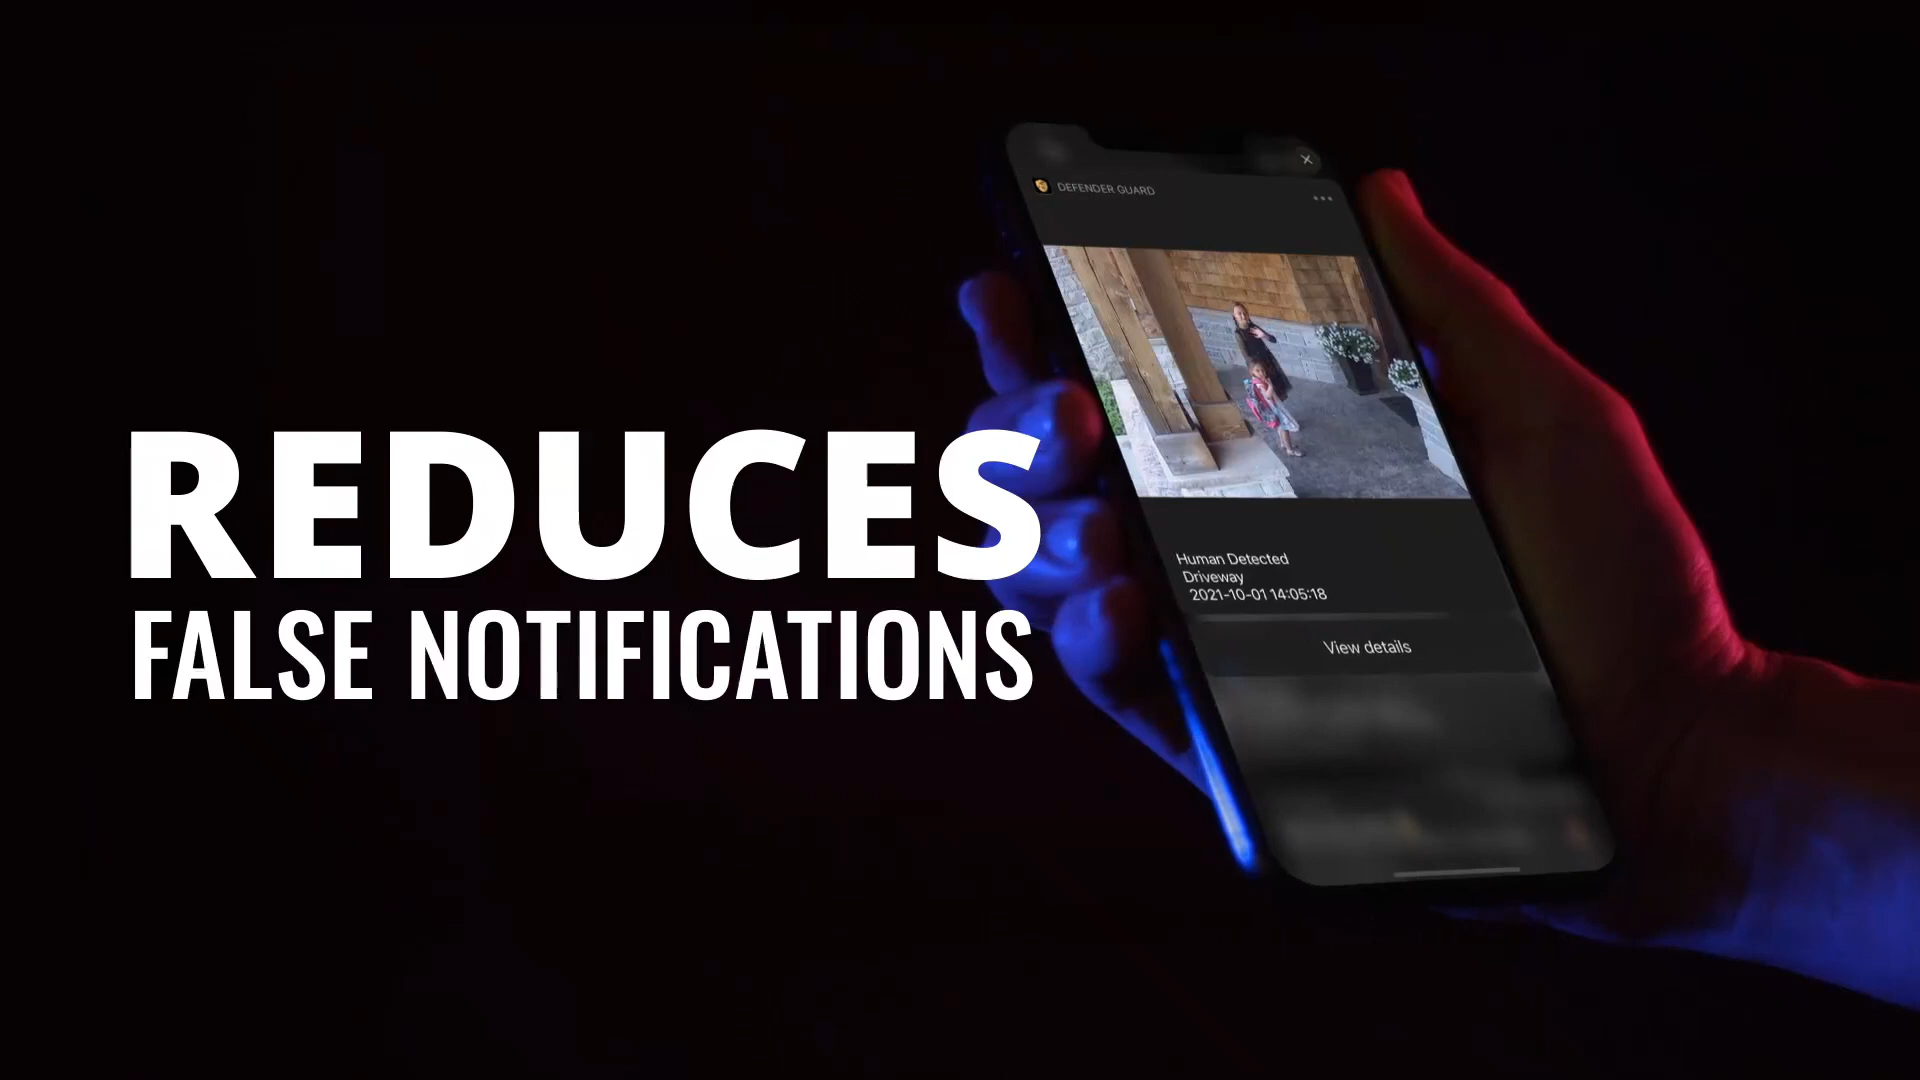 REDUCES
FALSE NOTIFICATIONS
DEFENDER GUARD
Human Detected
Driveway
2021-10-01 14:05:18
View details